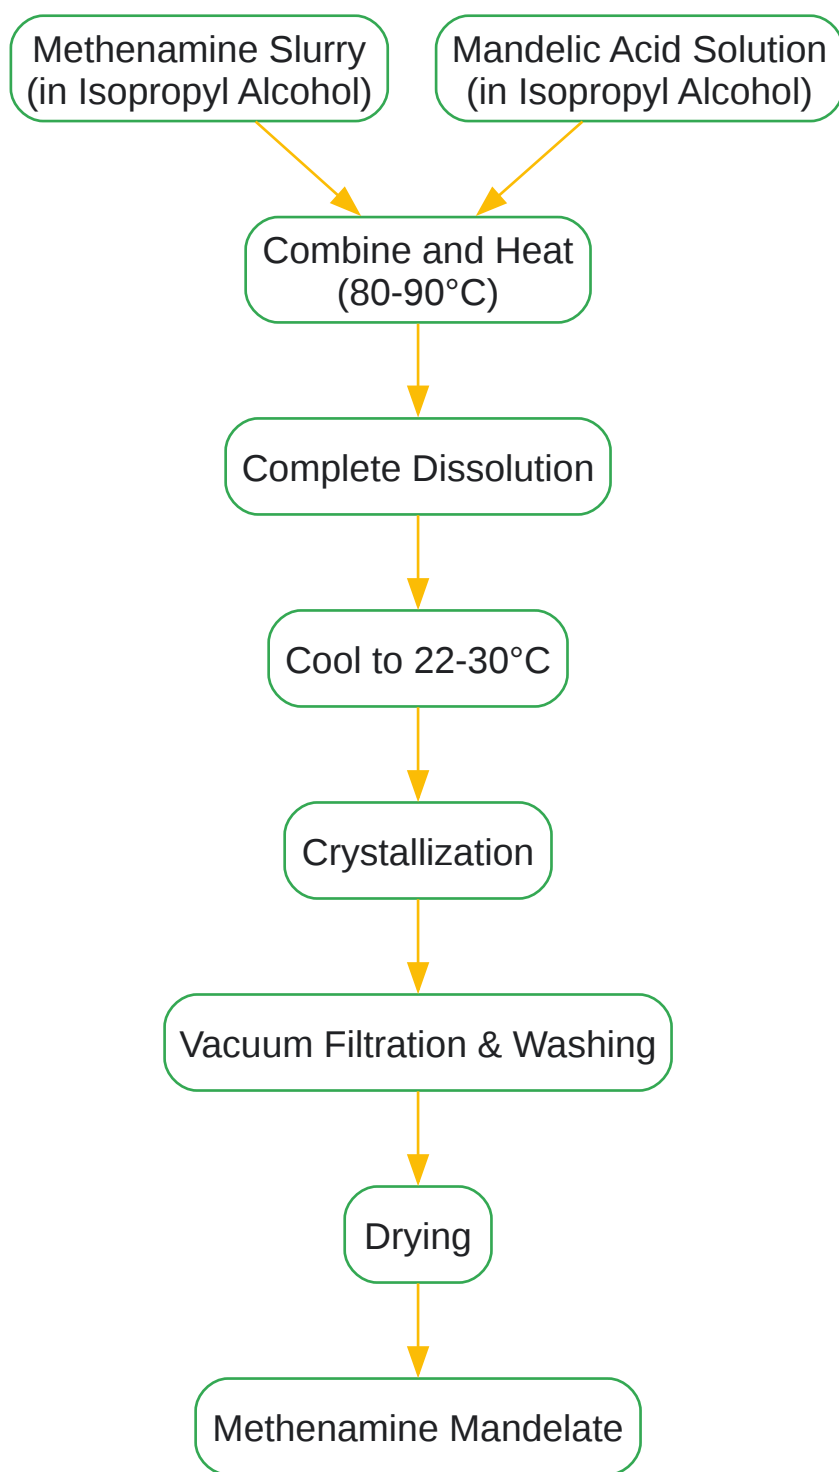 Methenamine Slurry
(in Isopropyl Alcohol)
Mandelic Acid Solution
(in Isopropyl Alcohol)
Combine and Heat
(80-90°C)
Complete Dissolution
Cool to 22-30°C
Crystallization
Vacuum Filtration & Washing
Drying
Methenamine Mandelate